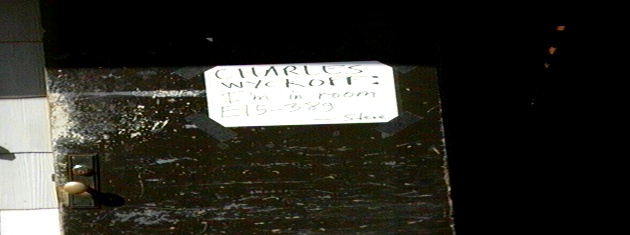 CHARLES
WYCKOFF:
I'm in room
E15-389
— Steve